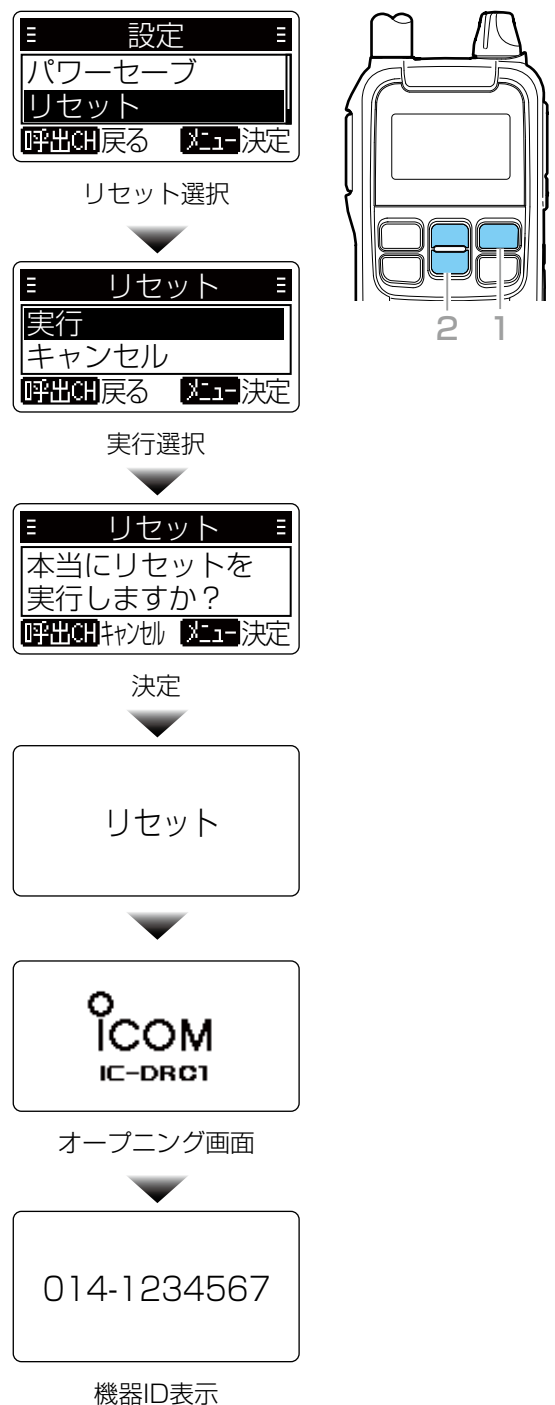 設定
パワーセーブ
リセット
呼出CH戻る メニュー決定
リセット選択
リセット
実行
キャンセル
呼出CH戻る メニュー決定
実行選択
リセット
本当にリセットを
実行しますか？
呼出CHキャンセル メニュー決定
決定
リセット
ICOM
IC-DRC1
オープニング画面
014-1234567
機器ID表示
2 1